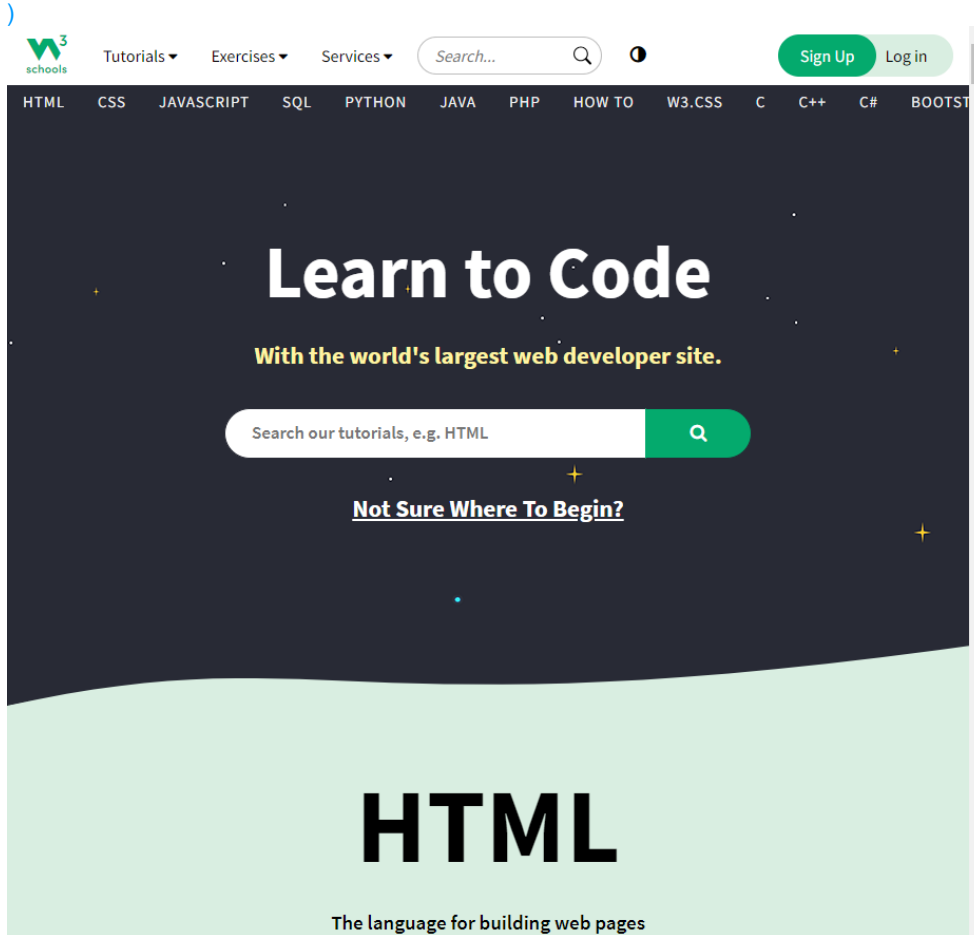 )
W3 schools Tutorials Exercises Services Search... Sign Up Log in
HTML CSS JAVASCRIPT SQL PYTHON JAVA PHP HOW TO W3.CSS C C++ C# BOOTST
Learn to Code
With the world's largest web developer site.
Search our tutorials, e.g. HTML
Not Sure Where To Begin?
HTML
The language for building web pages